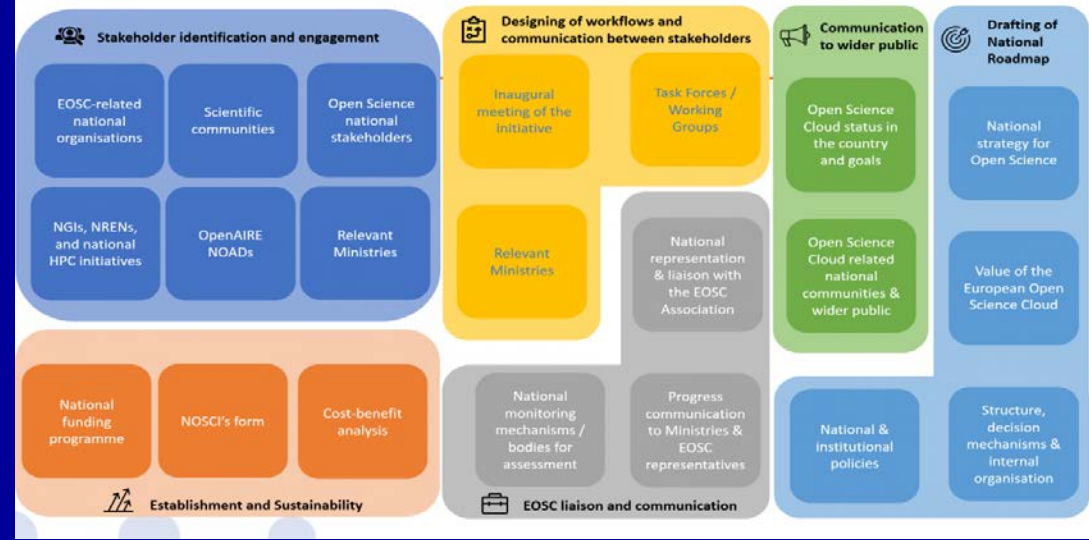 Stakeholder identification and engagement
EOSC-related
national
organisations
Scientific
communities
Open Science
national
stakeholders
NGIs, NRENs,
and national
HPC initiatives
OpenAIRE
NOADs
Relevant
Ministries
Designing of workflows and
communication between stakeholders
Inaugural
meeting of the
initiative
Task Forces /
Working
Groups
Relevant
Ministries
Communication
to wider public
Open Science
Cloud status in
the country
and goals
Open Science
Cloud related
national
communities &
wider public
Drafting of
National
Roadmap
National
strategy for
Open Science
Value of the
European Open
Science Cloud
National &
institutional
policies
Structure,
decision
mechanisms &
internal
organisation
National
funding
programme
NOSCI's form
Cost-benefit
analysis
Establishment and Sustainability
National
representation
& liaison with
the EOSC
Association
National
monitoring
mechanisms /
bodies for
assessment
Progress
communication
to Ministries &
EOSC
representatives
EOSC liaison and communication